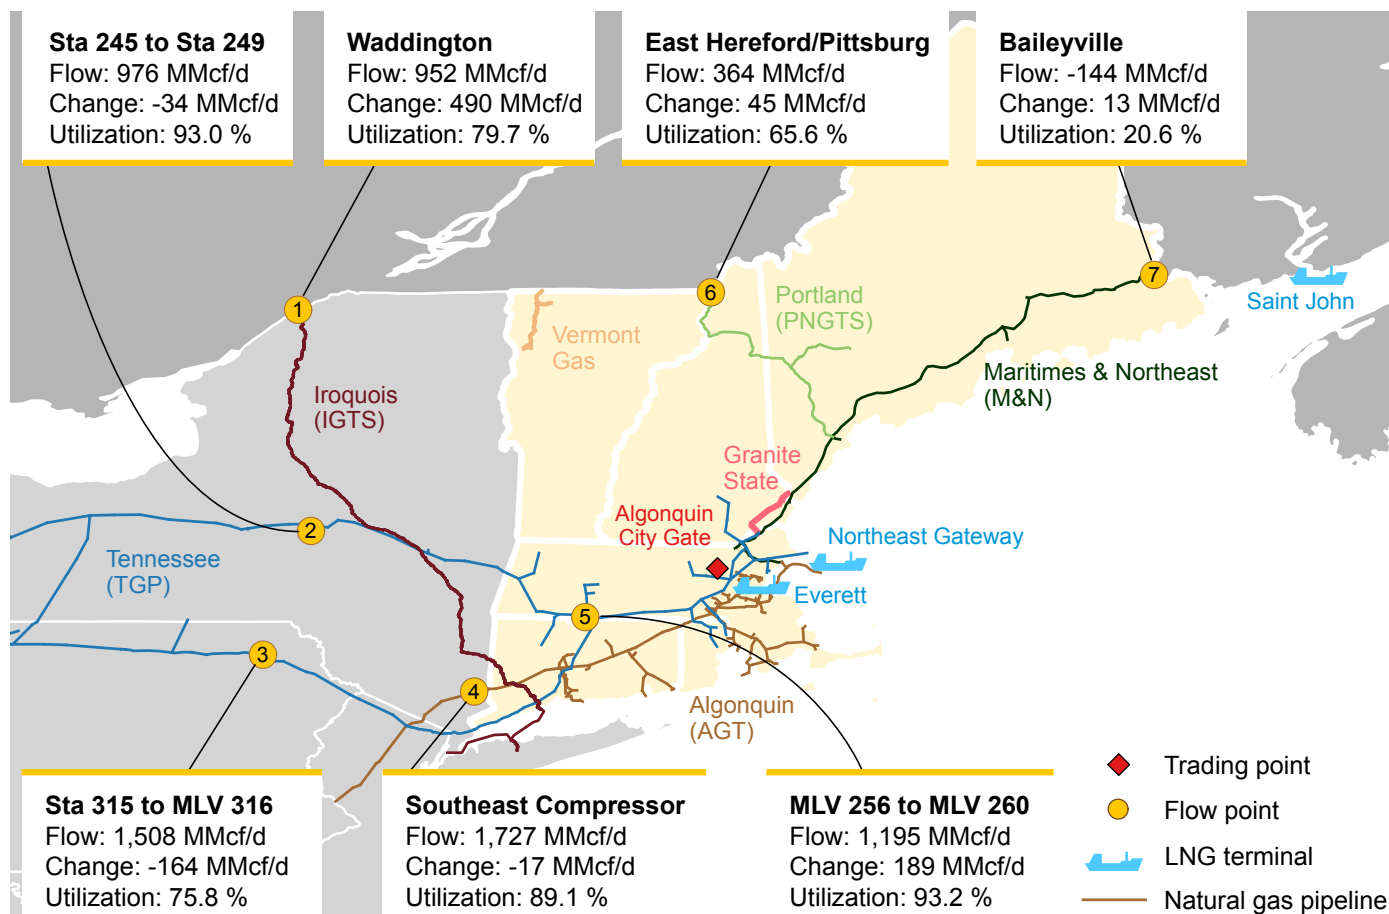 Sta 245 to Sta 249
Flow: 976 MMcf/d
Change: -34 MMcf/d
Utilization: 93.0 %
Waddington
Flow: 952 MMcf/d
Change: 490 MMcf/d
Utilization: 79.7 %
East Hereford/Pittsburg
Flow: 364 MMcf/d
Change: 45 MMcf/d
Utilization: 65.6 %
Baileyville
Flow: -144 MMcf/d
Change: 13 MMcf/d
Utilization: 20.6 %
1
6
7
Saint John
Portland
(PNGTS)
Vermont
Gas
Maritimes & Northeast
(M&N)
Iroquois
(IGTS)
Granite
State
Algonquin
City Gate
2
Northeast Gateway
Tennessee
(TGP)
Everett
5
3
4
Algonquin
(AGT)
Sta 315 to MLV 316
Flow: 1,508 MMcf/d
Change: -164 MMcf/d
Utilization: 75.8 %
Southeast Compressor
Flow: 1,727 MMcf/d
Change: -17 MMcf/d
Utilization: 89.1 %
MLV 256 to MLV 260
Flow: 1,195 MMcf/d
Change: 189 MMcf/d
Utilization: 93.2 %
Trading point
Flow point
LNG terminal
Natural gas pipeline